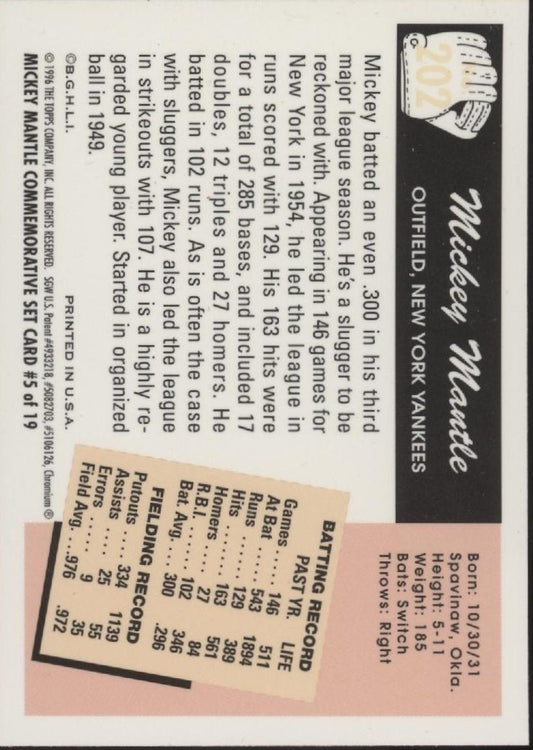 202
Mickey Mantle
OUTFIELD, NEW YORK YANKEES
Born: 10/30/31
Spavinaw, Okla.
Height: 5-11
Weight: 185
Bats: Switch
Throws: Right
Mickey batted an even .300 in his third
major league season. He's a slugger to be
reckoned with. Appearing in 146 games for
New York in 1954, he led the league in
runs scored with 129. His 163 hits were
for a total of 285 bases, and included 17
doubles, 12 triples and 27 homers. He
batted in 102 runs. As is often the case
with sluggers, Mickey also led the league
in strikeouts with 107. He is a highly re-
garded young player. Started in organized
ball in 1949.
BATTING RECORD
PAST YR. LIFE
Games ..... 146 511
At Bat ..... 543 1894
Runs ...... 129 389
Hits ....... 163 561
Homers .... 27 84
R.B.I. ..... 102 346
Bat. Avg. ... 300 .296
FIELDING RECORD
Putouts .... 334 1139
Assists ..... 25 55
Errors ...... 9 35
Field Avg. ...976 .972
©B.G.H.L.I. PRINTED IN U.S.A.
© 1996 THE TOPPS COMPANY, INC. ALL RIGHTS RESERVED. SGW U.S. Patent #4933218, #5082703, #5106126, Chromium ®
MICKEY MANTLE COMMEMORATIVE SET CARD #5 of 19